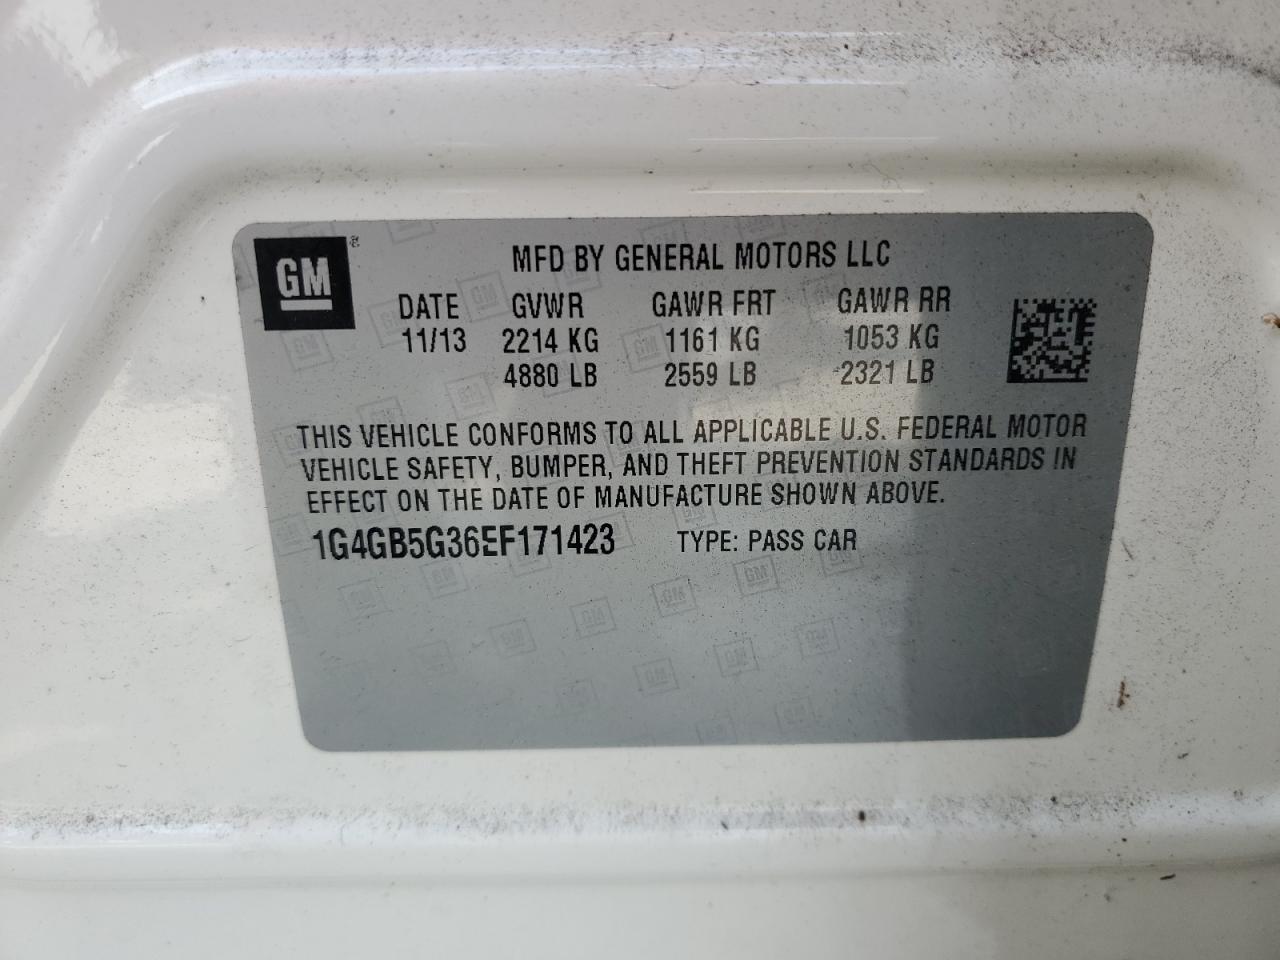 GM ®
MFD BY GENERAL MOTORS LLC
DATE GVWR GAWR FRT GAWR RR
11/13 2214 KG 1161 KG 1053 KG
4880 LB 2559 LB 2321 LB
THIS VEHICLE CONFORMS TO ALL APPLICABLE U.S. FEDERAL MOTOR
VEHICLE SAFETY, BUMPER, AND THEFT PREVENTION STANDARDS IN
EFFECT ON THE DATE OF MANUFACTURE SHOWN ABOVE.
1G4GB5G36EF171423 TYPE: PASS CAR